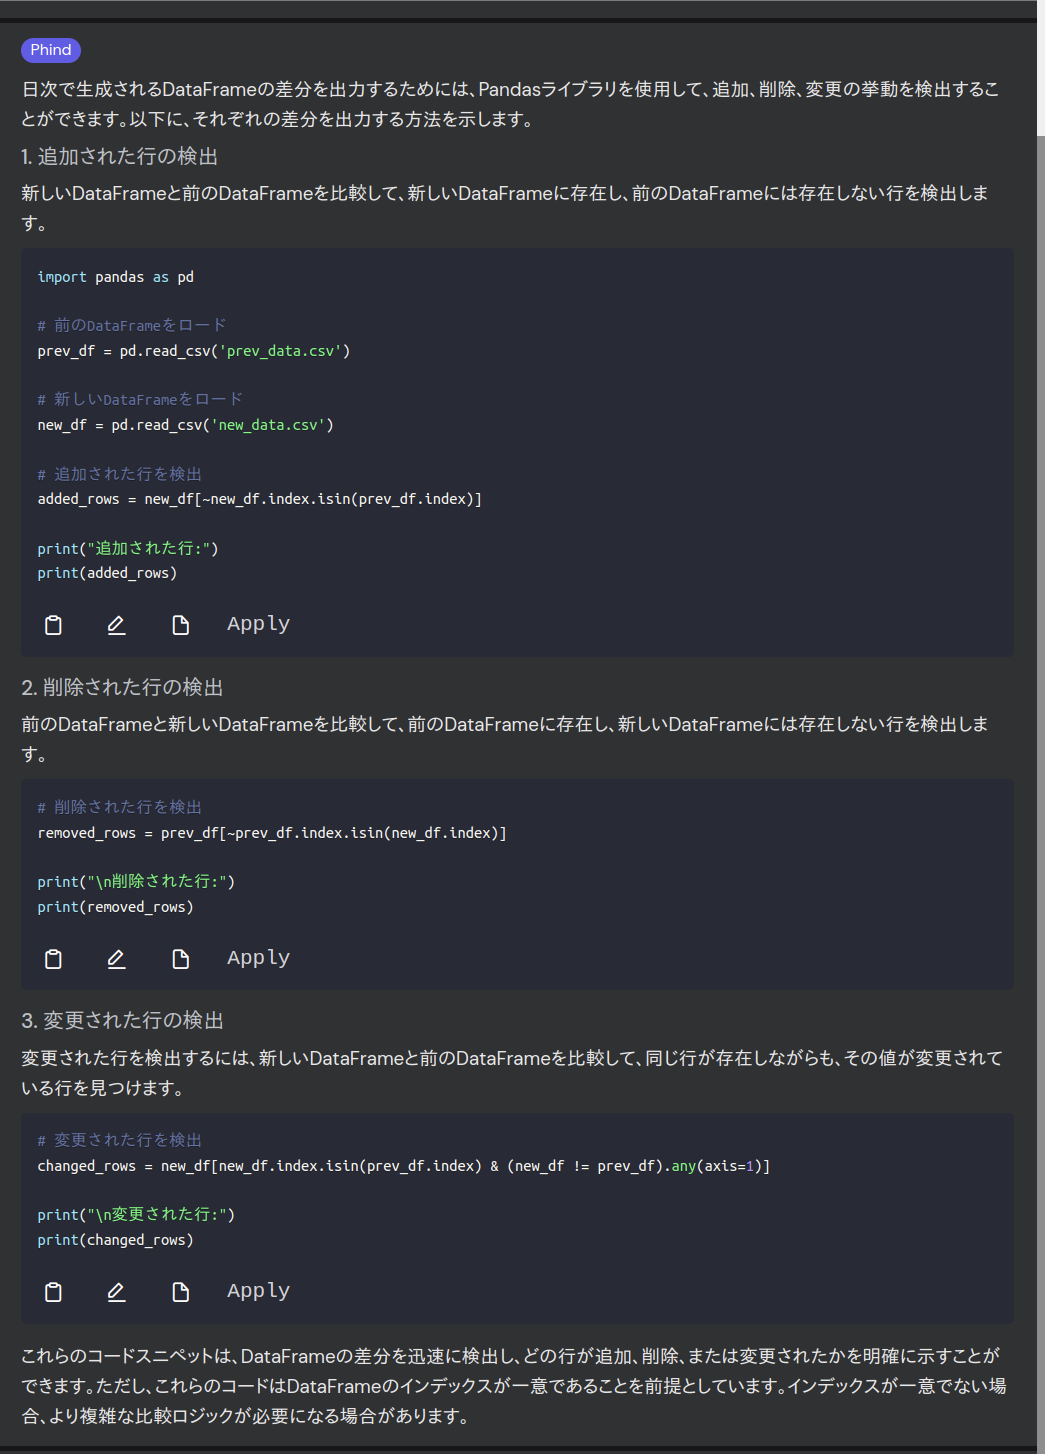 Phind
日次で生成されるDataFrameの差分を出力するためには、Pandasライブラリを使用して、追加、削除、変更の挙動を検出するこ
とができます。以下に、それぞれの差分を出力する方法を示します。
1. 追加された行の検出
新しいDataFrameと前のDataFrameを比較して、新しいDataFrameに存在し、前のDataFrameには存在しない行を検出しま
す。
import pandas as pd
# 前のDataFrameをロード
prev_df = pd.read_csv('prev_data.csv')
# 新しいDataFrameをロード
new_df = pd.read_csv('new_data.csv')
# 追加された行を検出
added_rows = new_df[~new_df.index.isin(prev_df.index)]
print("追加された行:")
print(added_rows)
Apply
2. 削除された行の検出
前のDataFrameと新しいDataFrameを比較して、前のDataFrameに存在し、新しいDataFrameには存在しない行を検出しま
す。
# 削除された行を検出
removed_rows = prev_df[~prev_df.index.isin(new_df.index)]
print("\n削除された行:")
print(removed_rows)
Apply
3. 変更された行の検出
変更された行を検出するには、新しいDataFrameと前のDataFrameを比較して、同じ行が存在しながらも、その値が変更されて
いる行を見つけます。
# 変更された行を検出
changed_rows = new_df[new_df.index.isin(prev_df.index) & (new_df != prev_df).any(axis=1)]
print("\n変更された行:")
print(changed_rows)
Apply
これらのコードスニペットは、DataFrameの差分を迅速に検出し、どの行が追加、削除、または変更されたかを明確に示すことが
できます。ただし、これらのコードはDataFrameのインデックスが一意であることを前提としています。インデックスが一意でない場
合、より複雑な比較ロジックが必要になる場合があります。